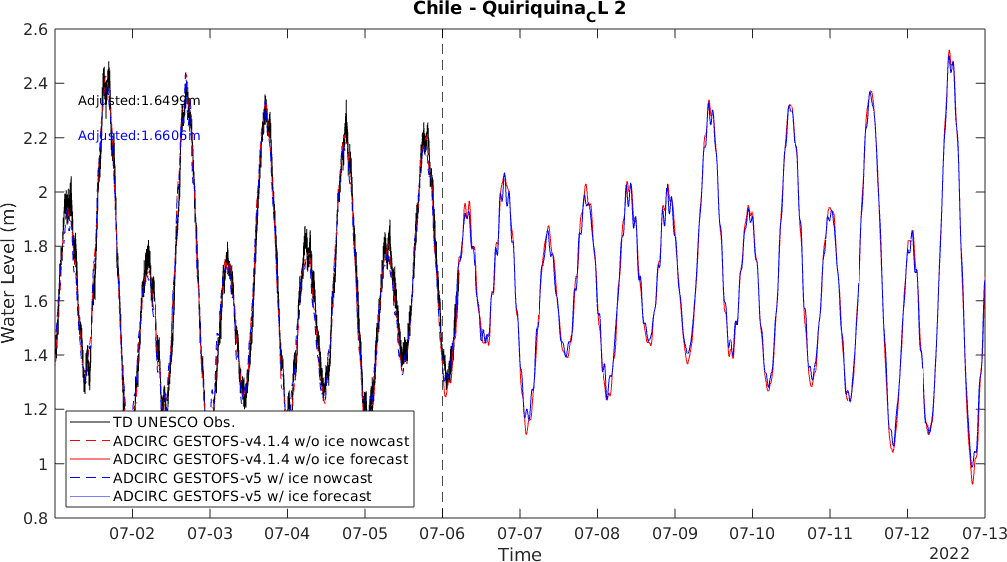 Chile - Quiriquina_CL 2
2.6
2.4
2.2
2
1.8
1.6
1.4
1.2
1
0.8
Water Level (m)
Adjusted:1.6499m
Adjusted:1.6605m
TD UNESCO Obs.
ADCIRC GESTOFS-v4.1.4 w/o ice nowcast
ADCIRC GESTOFS-v4.1.4 w/o ice forecast
ADCIRC GESTOFS-v5 w/ ice nowcast
ADCIRC GESTOFS-v5 w/ ice forecast
07-02 07-03 07-04 07-05 07-06 07-07 07-08 07-09 07-10 07-11 07-12 07-13
Time
2022